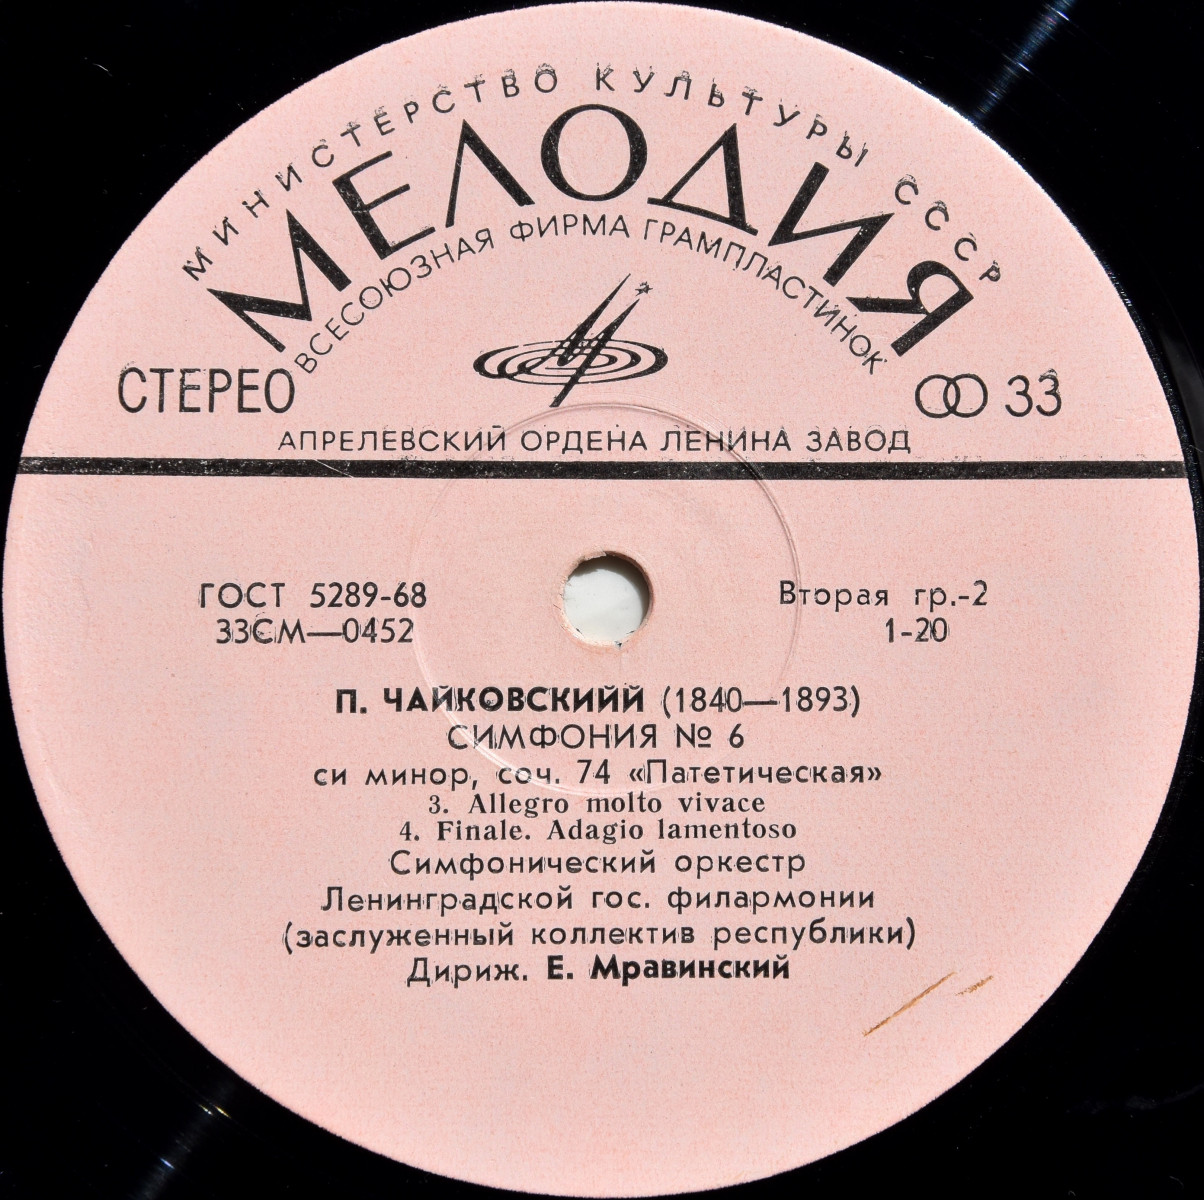 МИНИСТЕРСТВО КУЛЬТУРЫ СССР
МЕЛОДИЯ
ВСЕСОЮЗНАЯ ФИРМА ГРАМПЛАСТИНОК
СТЕРЕО
33
АПРЕЛЕВСКИЙ ОРДЕНА ЛЕНИНА ЗАВОД
ГОСТ 5289-68
33СМ—0452
Вторая гр.-2
1-20
П. ЧАЙКОВСКИЙЙ (1840—1893)
СИМФОНИЯ № 6
си минор, соч. 74 «Патетическая»
3. Allegro molto vivace
4. Finale. Adagio lamentoso
Симфонический оркестр
Ленинградской гос. филармонии
(заслуженный коллектив республики)
Дириж. Е. Мравинский